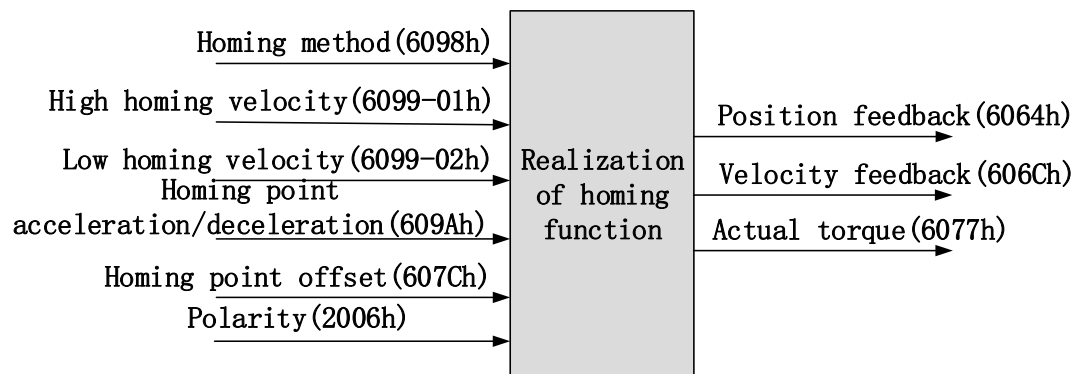 Homing method(6098h)
High homing velocity(6099-01h)
Low homing velocity(6099-02h)
Homing point
acceleration/deceleration(609Ah)
Homing point offset(607Ch)
Polarity(2006h)
Realization
of homing
function
Position feedback(6064h)
Velocity feedback(606Ch)
Actual torque(6077h)